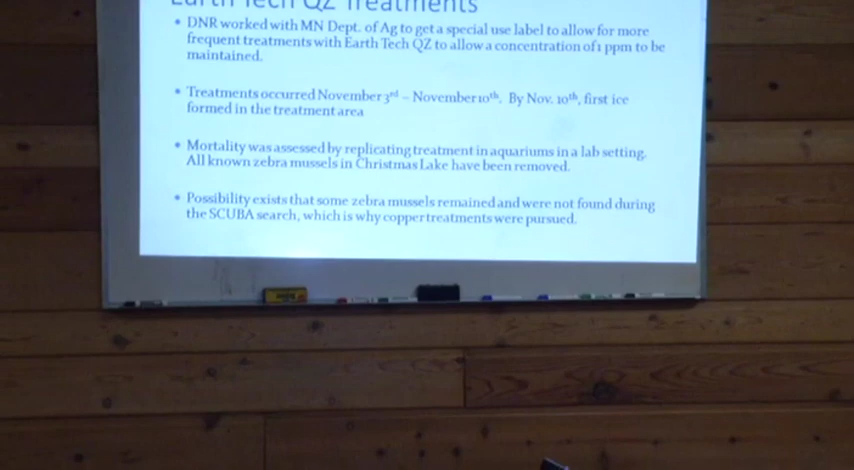 Earth Tech QZ Treatments
• DNR worked with MN Dept. of Ag to get a special use label to allow for more
frequent treatments with Earth Tech QZ to allow a concentration of 1 ppm to be
maintained.
• Treatments occurred November 3rd – November 10th. By Nov. 10th, first ice
formed in the treatment area
• Mortality was assessed by replicating treatment in aquariums in a lab setting.
All known zebra mussels in Christmas Lake have been removed.
• Possibility exists that some zebra mussels remained and were not found during
the SCUBA search, which is why copper treatments were pursued.